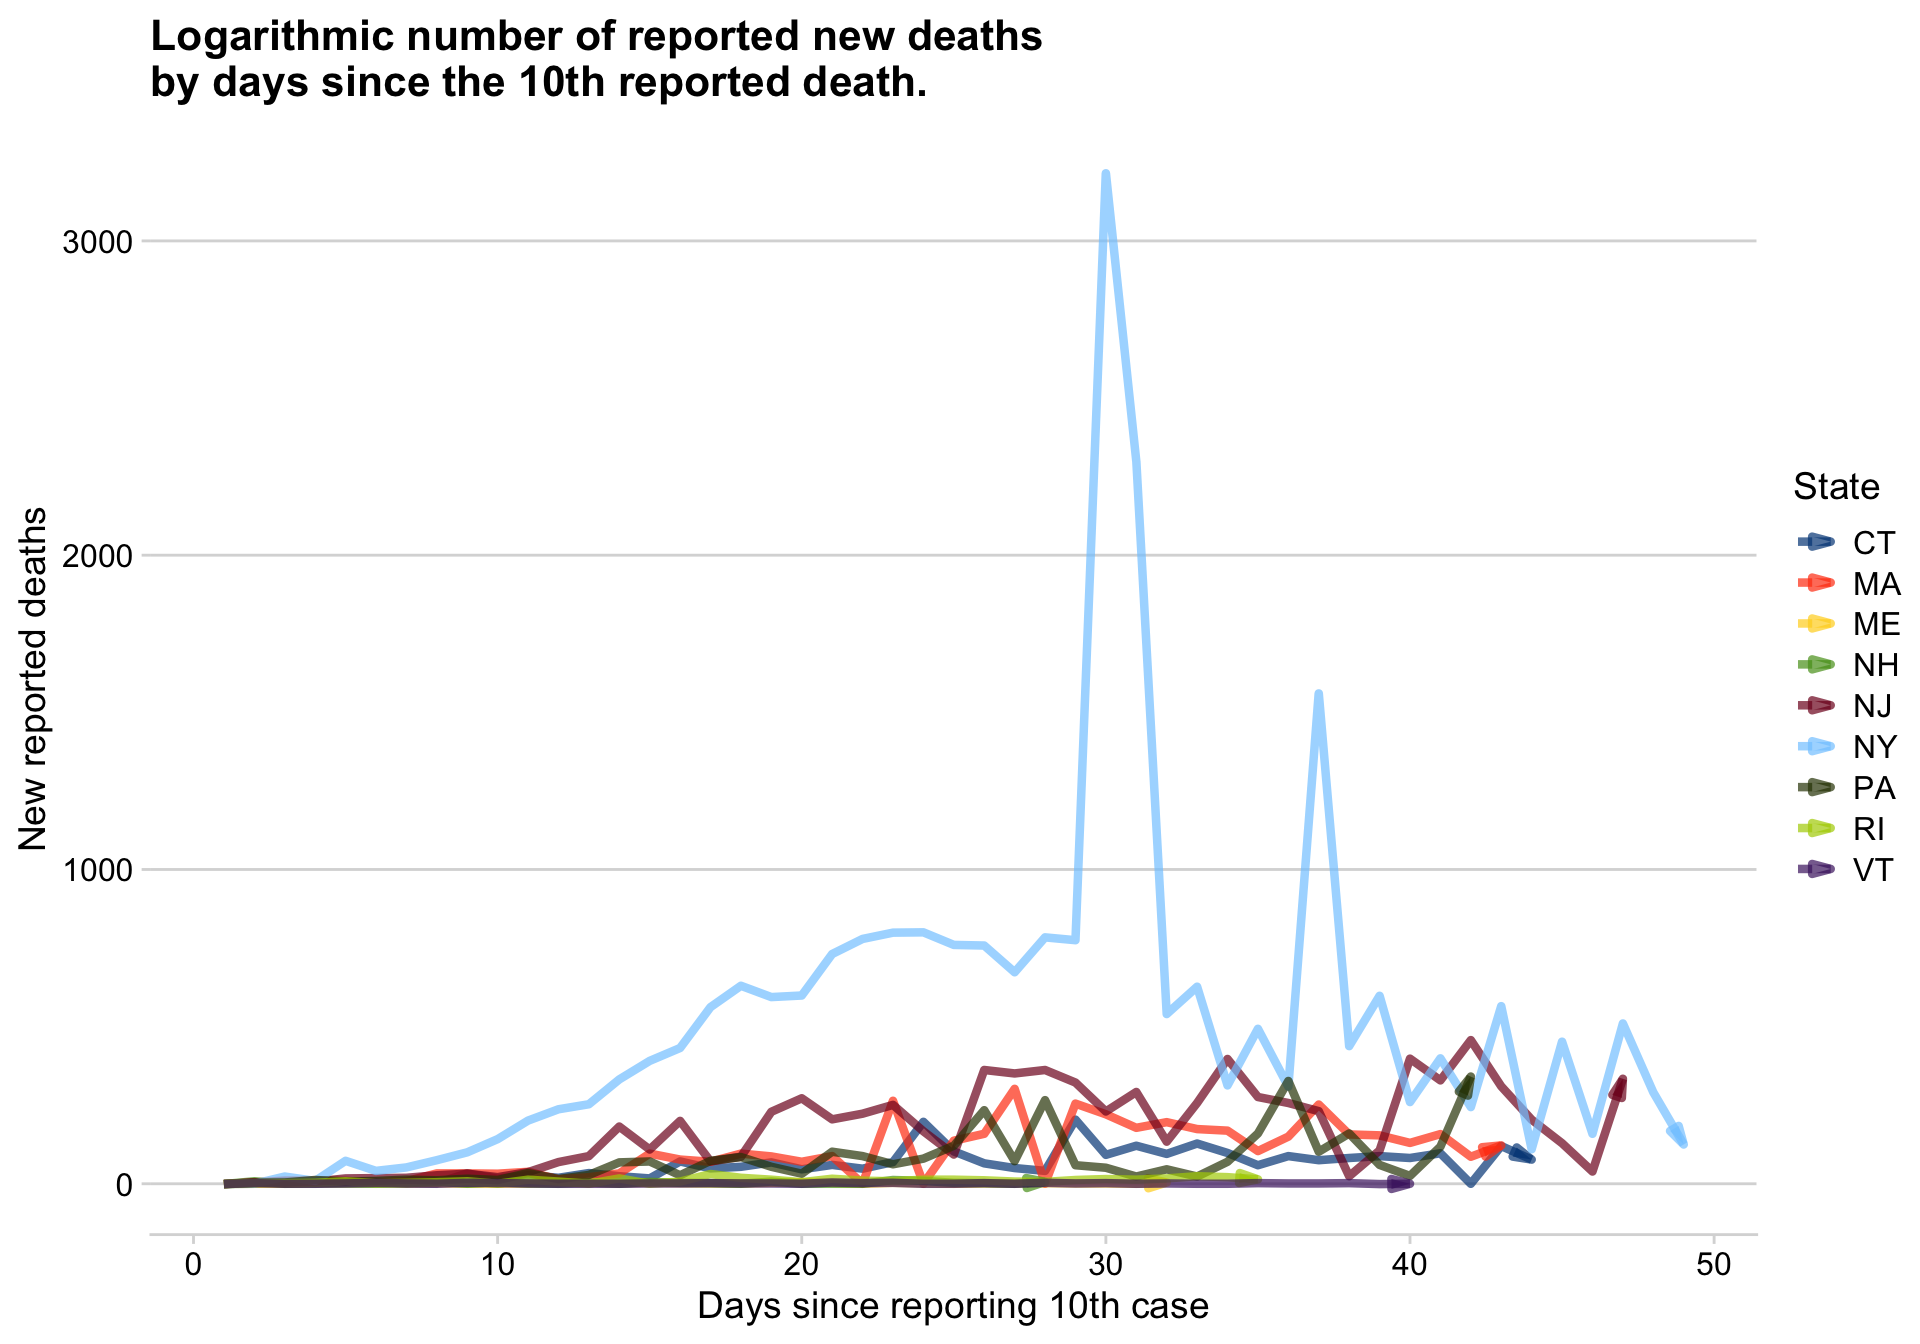 Logarithmic number of reported new deaths
by days since the 10th reported death.
New reported deaths
3000
2000
1000
0
0 10 20 30 40 50
Days since reporting 10th case
State
CT
MA
ME
NH
NJ
NY
PA
RI
VT